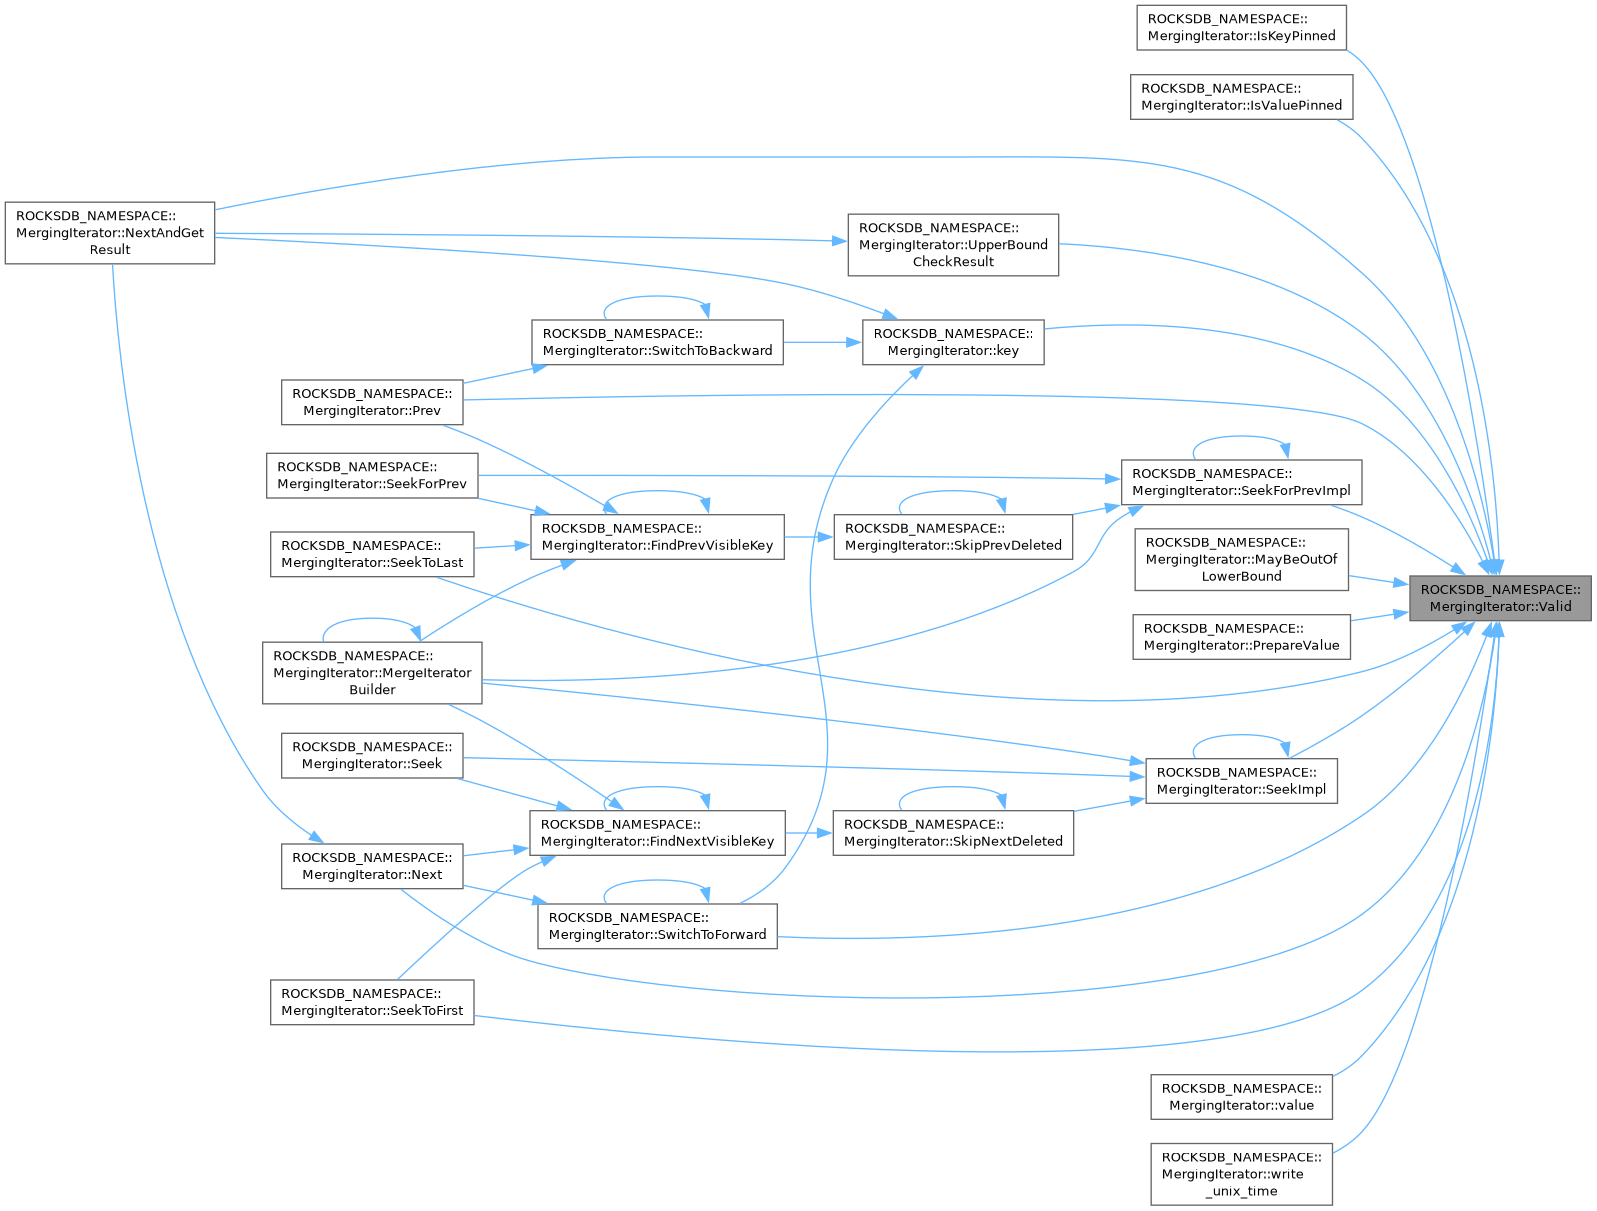 ROCKSDB_NAMESPACE::
MergingIterator::IsKeyPinned
ROCKSDB_NAMESPACE::
MergingIterator::IsValuePinned
ROCKSDB_NAMESPACE::
MergingIterator::NextAndGet
Result
ROCKSDB_NAMESPACE::
MergingIterator::UpperBound
CheckResult
ROCKSDB_NAMESPACE::
MergingIterator::SwitchToBackward
ROCKSDB_NAMESPACE::
MergingIterator::key
ROCKSDB_NAMESPACE::
MergingIterator::Prev
ROCKSDB_NAMESPACE::
MergingIterator::SeekForPrev
ROCKSDB_NAMESPACE::
MergingIterator::SeekForPrevImpl
ROCKSDB_NAMESPACE::
MergingIterator::FindPrevVisibleKey
ROCKSDB_NAMESPACE::
MergingIterator::SkipPrevDeleted
ROCKSDB_NAMESPACE::
MergingIterator::SeekToLast
ROCKSDB_NAMESPACE::
MergingIterator::MayBeOutOf
LowerBound
ROCKSDB_NAMESPACE::
MergingIterator::Valid
ROCKSDB_NAMESPACE::
MergingIterator::PrepareValue
ROCKSDB_NAMESPACE::
MergingIterator::MergeIterator
Builder
ROCKSDB_NAMESPACE::
MergingIterator::Seek
ROCKSDB_NAMESPACE::
MergingIterator::SeekImpl
ROCKSDB_NAMESPACE::
MergingIterator::FindNextVisibleKey
ROCKSDB_NAMESPACE::
MergingIterator::SkipNextDeleted
ROCKSDB_NAMESPACE::
MergingIterator::Next
ROCKSDB_NAMESPACE::
MergingIterator::SwitchToForward
ROCKSDB_NAMESPACE::
MergingIterator::SeekToFirst
ROCKSDB_NAMESPACE::
MergingIterator::value
ROCKSDB_NAMESPACE::
MergingIterator::write
_unix_time